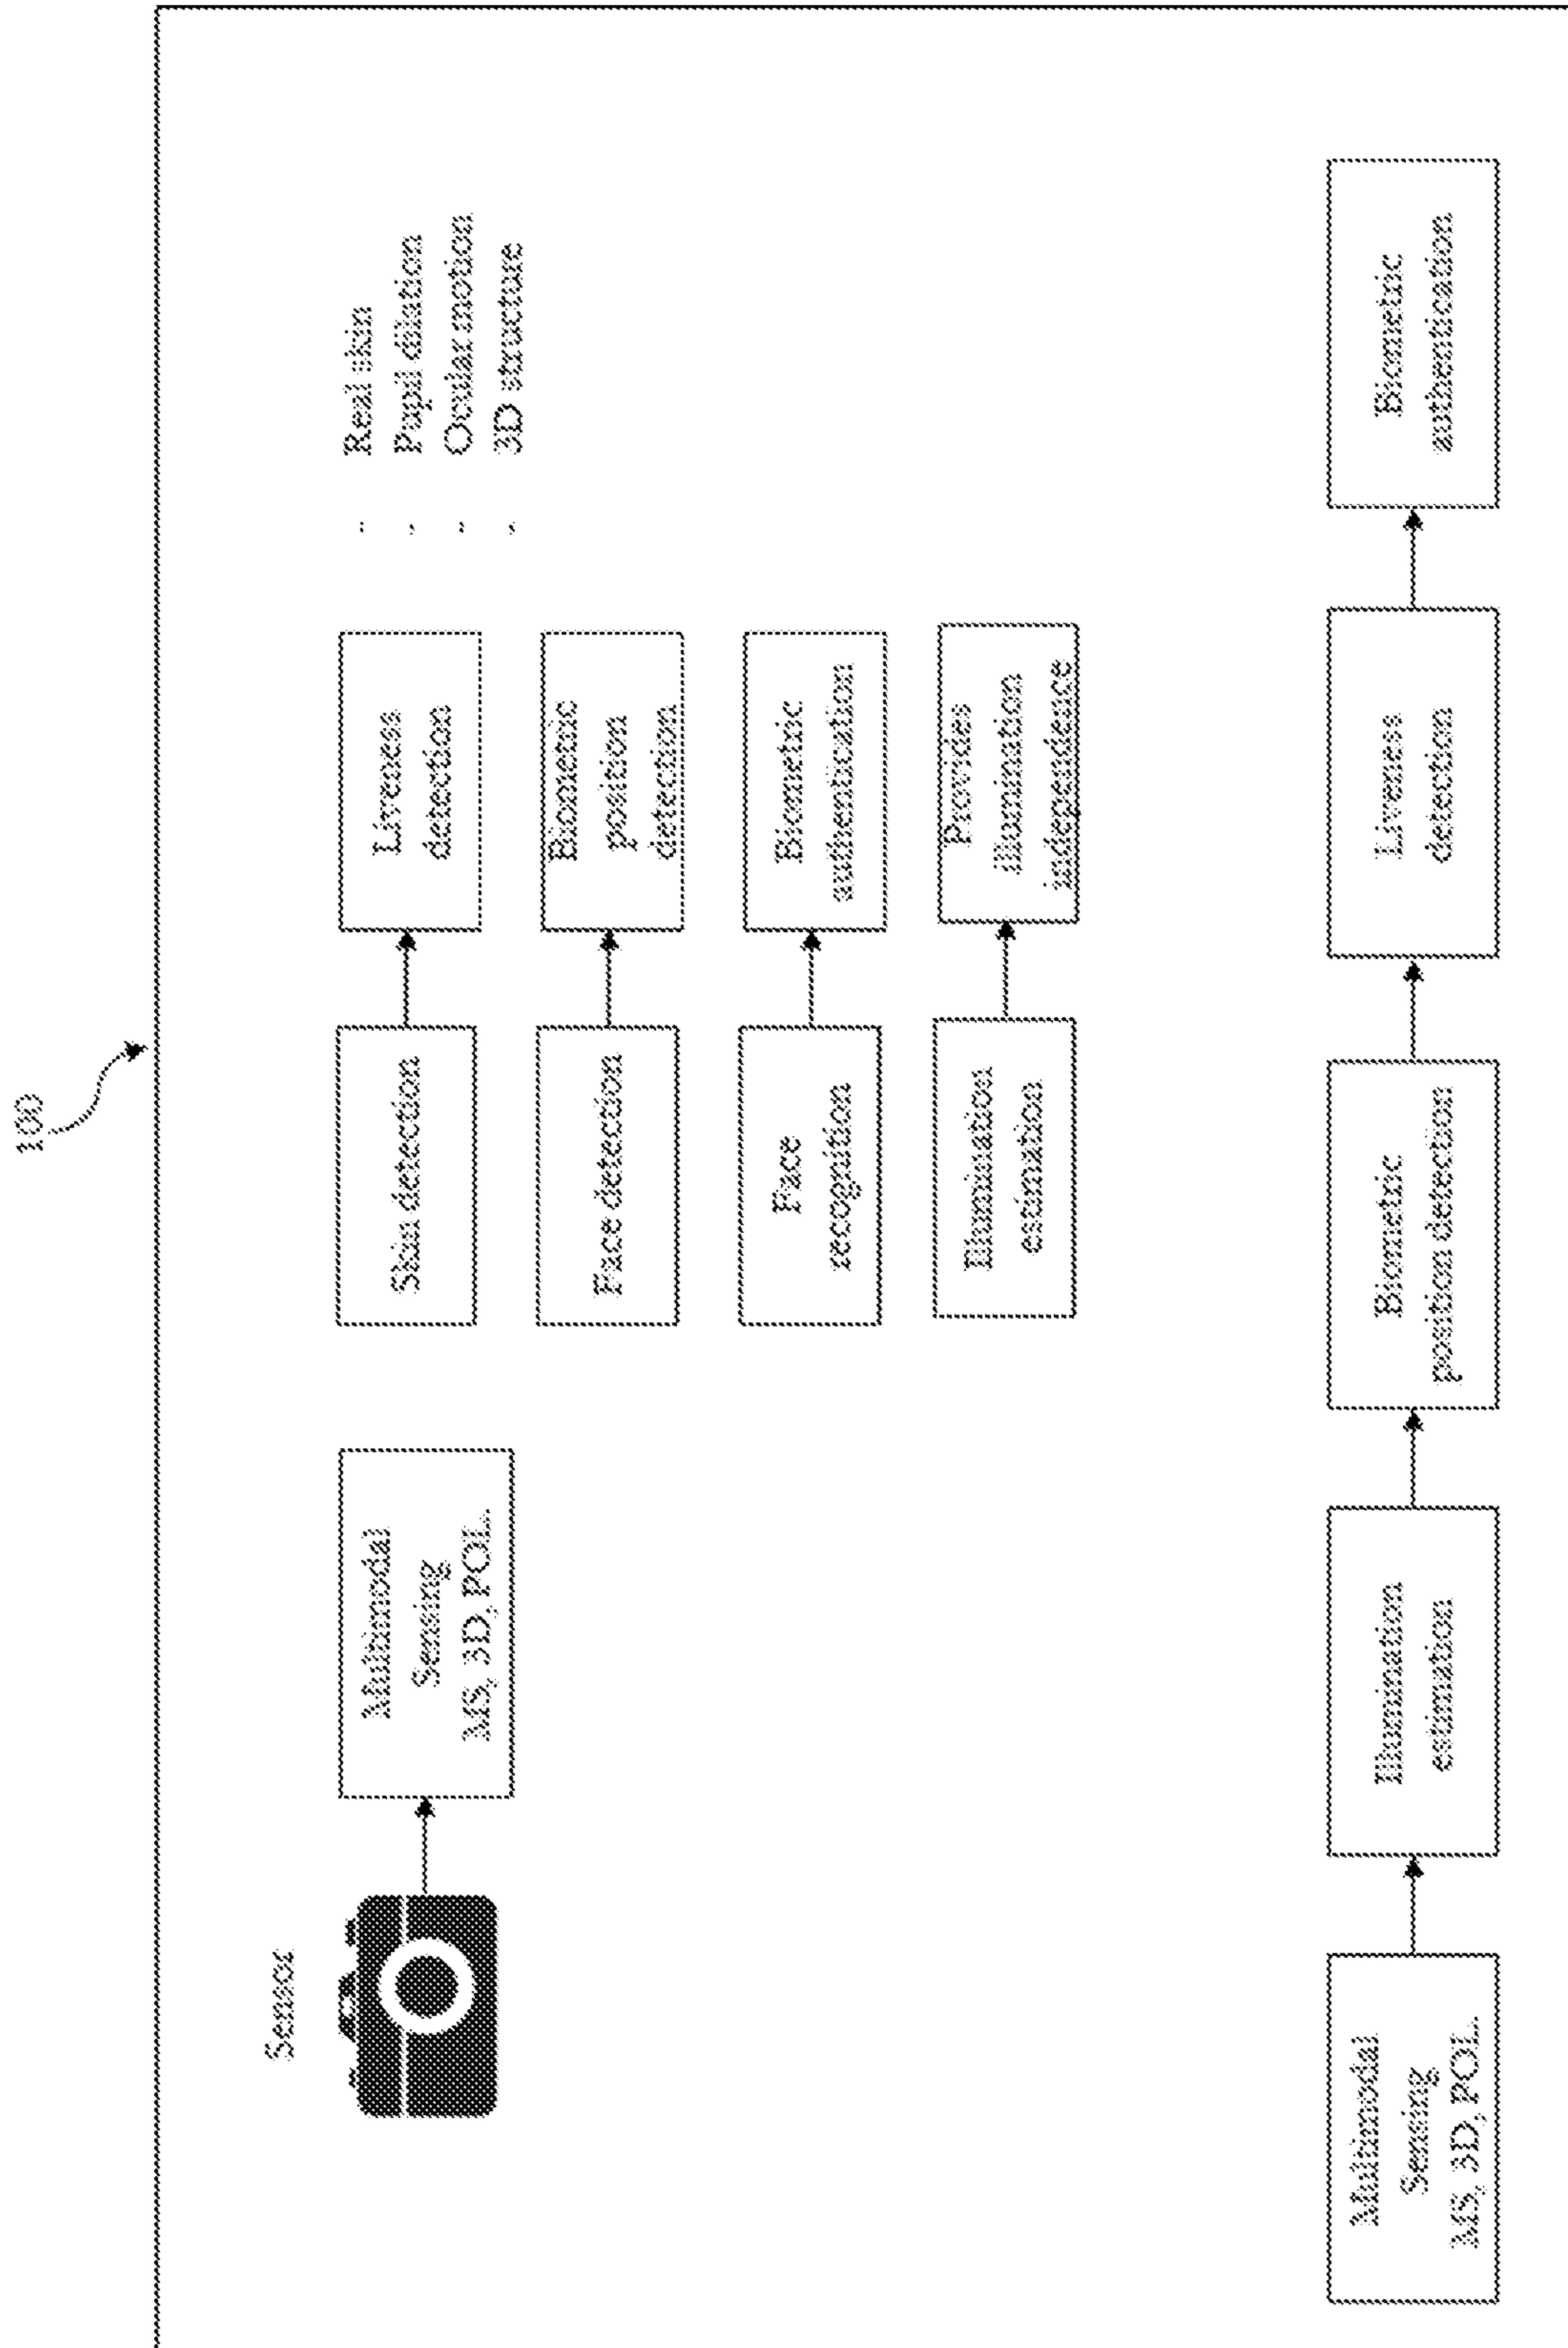 100
Sensor
Multimodal
Sensing
MS, 3D, POL.
Skin detection
Liveness
detection
- Real skin
- Pupil dilation
- Ocular motion
- 3D structure
Face detection
Biometric
position
detection
Face
recognition
Biometric
authentication
Illumination
estimation
Provides
illumination
independence
Multimodal
Sensing
MS, 3D, POL.
Illumination
estimation
Biometric
position detection
Liveness
detection
Biometric
authentication